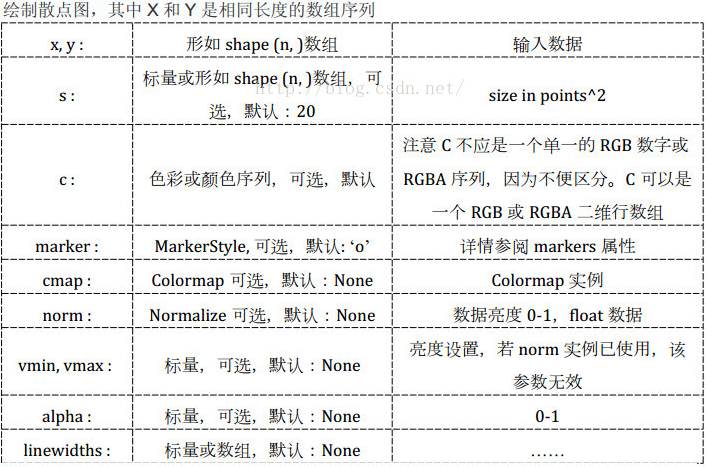 绘制散点图，其中 X 和 Y 是相同长度的数组序列
x, y : 形如 shape (n, )数组 输入数据
s : 标量或形如 shape (n, )数组，可选，默认：20 size in points^2
http://blog.csdn.net/
c : 色彩或颜色序列，可选，默认 注意 C 不应是一个单一的 RGB 数字或 RGBA 序列，因为不便区分。C 可以是一个 RGB 或 RGBA 二维行数组
marker : MarkerStyle, 可选，默认: ‘o’ 详情参阅 markers 属性
cmap : Colormap 可选，默认：None Colormap 实例
norm : Normalize 可选，默认：None 数据亮度 0-1，float 数据
vmin, vmax : 标量，可选，默认：None 亮度设置，若 norm 实例已使用，该参数无效
alpha : 标量，可选，默认：None 0-1
linewidths : 标量或数组，默认：None ……